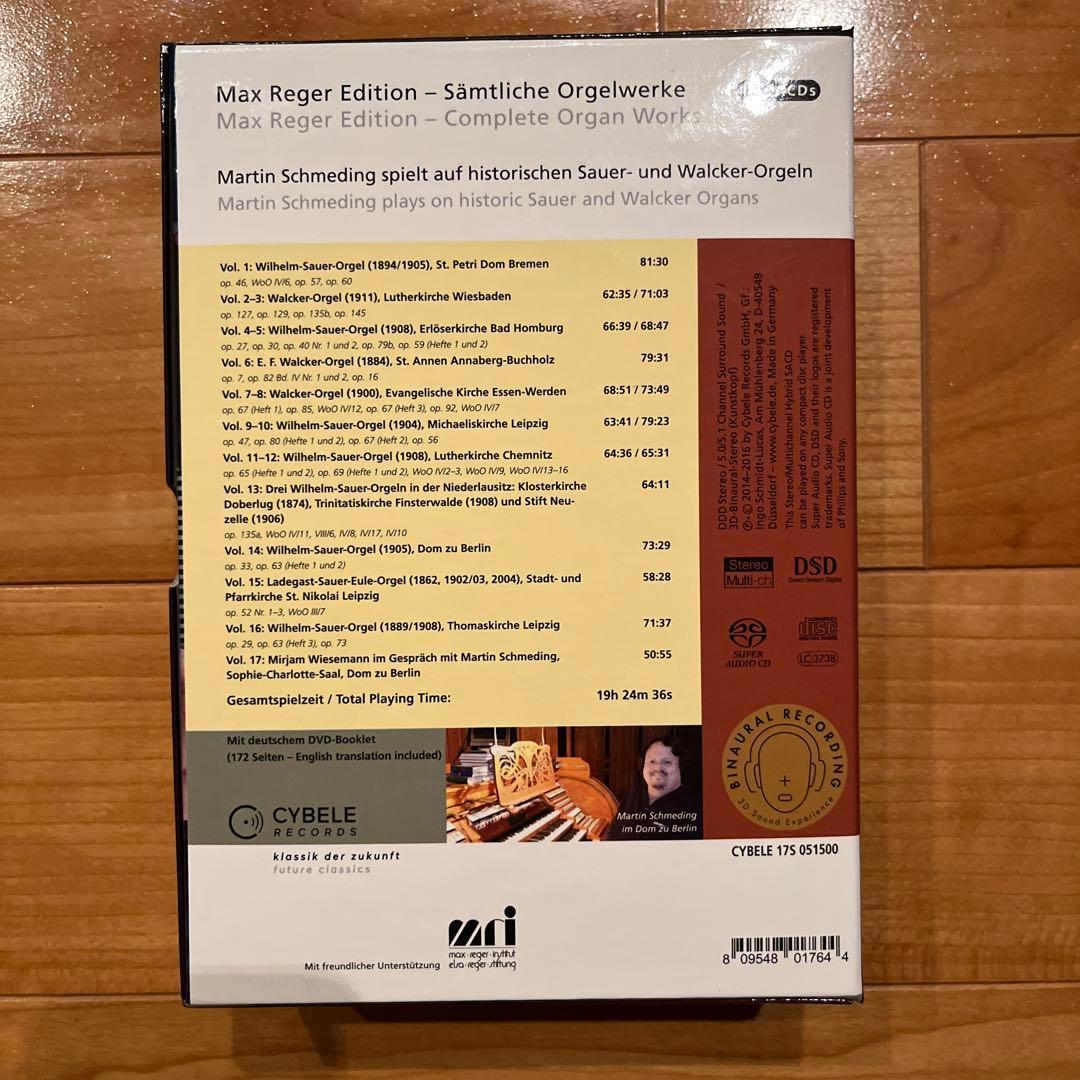 Max Reger Edition – Sämtliche Orgelwerke
CDs
Max Reger Edition – Complete Organ Works
Martin Schmeding spielt auf historischen Sauer- und Walcker-Orgeln
Martin Schmeding plays on historic Sauer and Walcker Organs
Vol. 1: Wilhelm-Sauer-Orgel (1894/1905), St. Petri Dom Bremen 81:30
op. 46, WoO IV/6, op. 57, op. 60
Vol. 2–3: Walcker-Orgel (1911), Lutherkirche Wiesbaden 62:35 / 71:03
op. 127, op. 129, op. 135b, op. 145
Vol. 4–5: Wilhelm-Sauer-Orgel (1908), Erlöserkirche Bad Homburg 66:39 / 68:47
op. 27, op. 30, op. 40 Nr. 1 und 2, op. 79b, op. 59 (Hefte 1 und 2)
Vol. 6: E. F. Walcker-Orgel (1884), St. Annen Annaberg-Buchholz 79:31
op. 7, op. 82 Bd. IV Nr. 1 und 2, op. 16
Vol. 7–8: Walcker-Orgel (1900), Evangelische Kirche Essen-Werden 68:51 / 73:49
op. 67 (Heft 1), op. 85, WoO IV/12, op. 67 (Heft 3), op. 92, WoO IV/7
Vol. 9–10: Wilhelm-Sauer-Orgel (1904), Michaeliskirche Leipzig 63:41 / 79:23
op. 47, op. 80 (Hefte 1 und 2), op. 67 (Heft 2), op. 56
Vol. 11–12: Wilhelm-Sauer-Orgel (1908), Lutherkirche Chemnitz 64:36 / 65:31
op. 65 (Hefte 1 und 2), op. 69 (Hefte 1 und 2), WoO IV/2–3, WoO IV/9, WoO IV/13–16
Vol. 13: Drei Wilhelm-Sauer-Orgeln in der Niederlausitz: Klosterkirche 64:11
Doberlug (1874), Trinitatiskirche Finsterwalde (1908) und Stift Neu-
zelle (1906)
op. 135a, WoO IV/11, VIII/6, IV/8, IV/17, IV/10
Vol. 14: Wilhelm-Sauer-Orgel (1905), Dom zu Berlin 73:29
op. 33, op. 63 (Hefte 1 und 2)
Vol. 15: Ladegast-Sauer-Eule-Orgel (1862, 1902/03, 2004), Stadt- und 58:28
Pfarrkirche St. Nikolai Leipzig
op. 52 Nr. 1–3, WoO III/7
Vol. 16: Wilhelm-Sauer-Orgel (1889/1908), Thomaskirche Leipzig 71:37
op. 29, op. 63 (Heft 3), op. 73
Vol. 17: Mirjam Wiesemann im Gespräch mit Martin Schmeding, 50:55
Sophie-Charlotte-Saal, Dom zu Berlin
Gesamtspielzeit / Total Playing Time: 19h 24m 36s
DDD Stereo / 5.0/5.1 Channel Surround Sound /
3D-Binaural-Stereo (Kunstkopf)
℗-© 2014–2016 by Cybele Records GmbH, Gf.:
Ingo Schmidt-Lucas, Am Mühlenberg 24, D-40549
Düsseldorf – www.cybele.de, Made in Germany
This Stereo/Multichannel Hybrid SACD
can be played on any compact disc player.
Super Audio CD, DSD and their logos are registered
trademarks. Super Audio CD is a joint development
of Philips and Sony.
Stereo
Multi-ch
DSD
Direct Stream Digital
SUPER
AUDIO CD
COMPACT
disc
DIGITAL AUDIO
LC3738
BINAURAL RECORDING
3D Sound Experience
Mit deutschem DVD-Booklet
(172 Seiten – English translation included)
CYBELE
RECORDS
Martin Schmeding
im Dom zu Berlin
klassik der zukunft
future classics
CYBELE 17S 051500
mri
max-reger-institut
elsa-reger-stiftung
Mit freundlicher Unterstützung
8 09548 01764 4